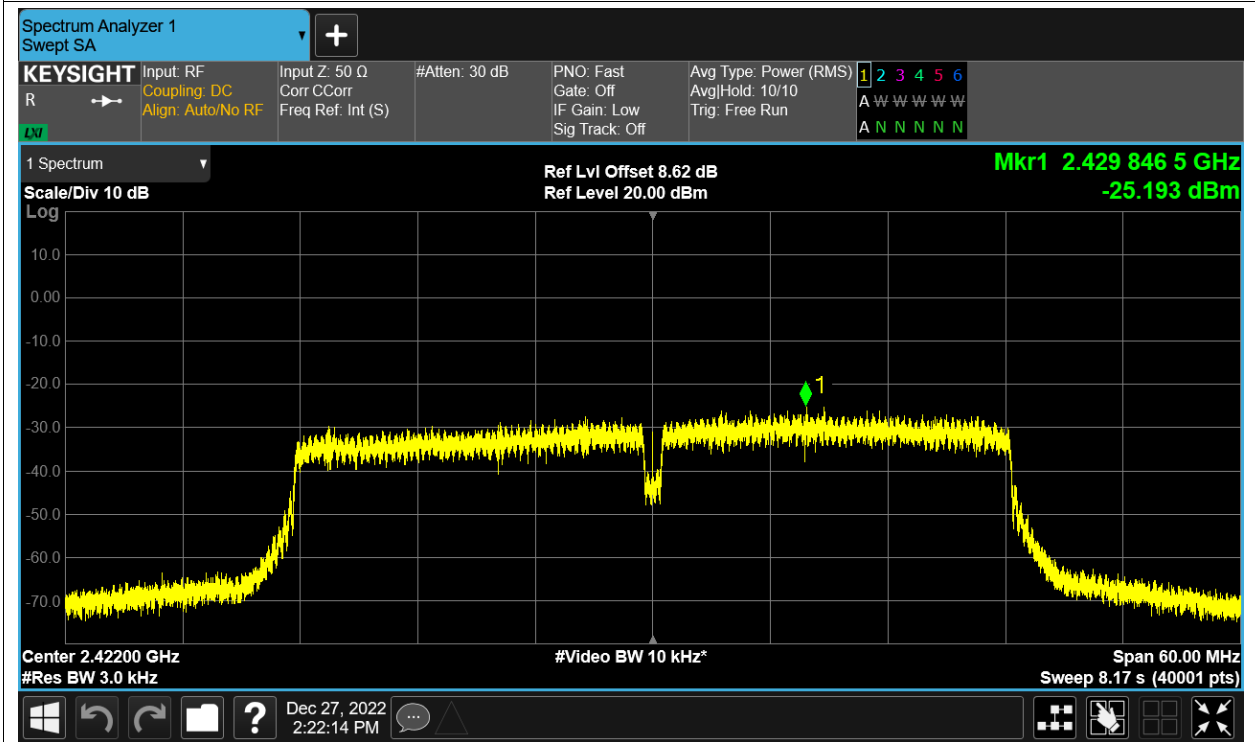 Spectrum Analyzer 1
Swept SA
▼
+
KEYSIGHT
R
LXI
Input: RF
Coupling: DC
Align: Auto/No RF
Input Z: 50 Ω
Corr CCorr
Freq Ref: Int (S)
#Atten: 30 dB
PNO: Fast
Gate: Off
IF Gain: Low
Sig Track: Off
Avg Type: Power (RMS)
Avg|Hold: 10/10
Trig: Free Run
1 2 3 4 5 6
A W W W W W
A N N N N N
1 Spectrum ▼
Scale/Div 10 dB
Log
Ref Lvl Offset 8.62 dB
Ref Level 20.00 dBm
Mkr1 2.429 846 5 GHz
-25.193 dBm
10.0
0.00
-10.0
-20.0
-30.0
-40.0
-50.0
-60.0
-70.0
1
Center 2.42200 GHz
#Res BW 3.0 kHz
#Video BW 10 kHz*
Span 60.00 MHz
Sweep 8.17 s (40001 pts)
?
Dec 27, 2022
2:22:14 PM